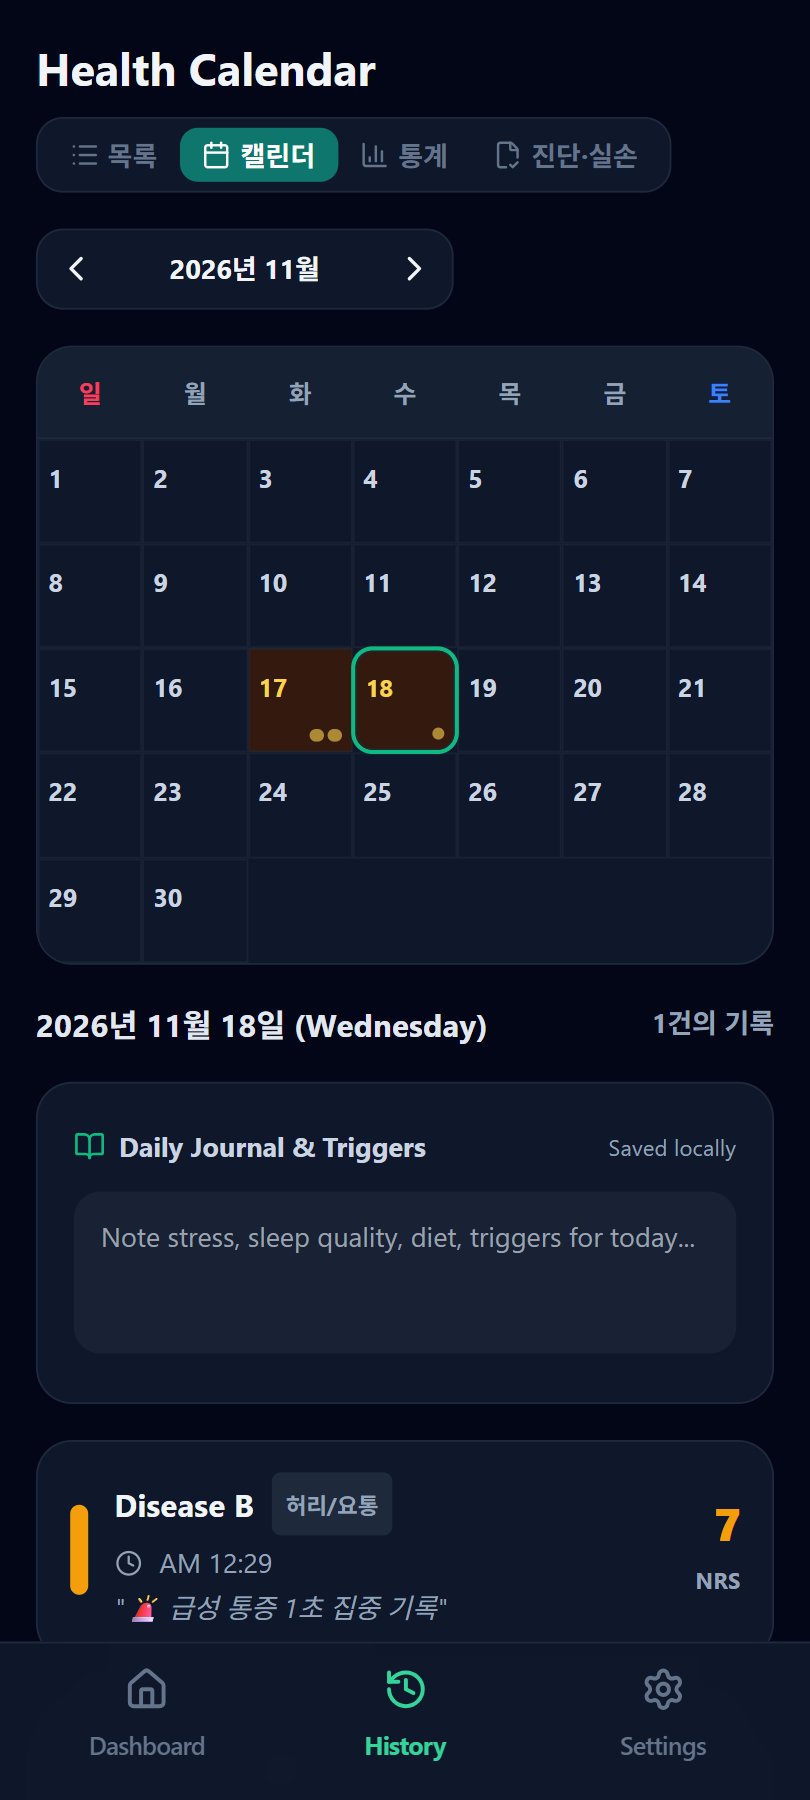 Health Calendar
목록 캘린더 통계 진단·실손
2026년 11월
일 월 화 수 목 금 토
1 2 3 4 5 6 7
8 9 10 11 12 13 14
15 16 17 18 19 20 21
22 23 24 25 26 27 28
29 30
2026년 11월 18일 (Wednesday) 1건의 기록
Daily Journal & Triggers Saved locally
Note stress, sleep quality, diet, triggers for today...
Disease B 허리/요통 7
AM 12:29 NRS
"🚨 급성 통증 1초 집중 기록"
Dashboard History Settings